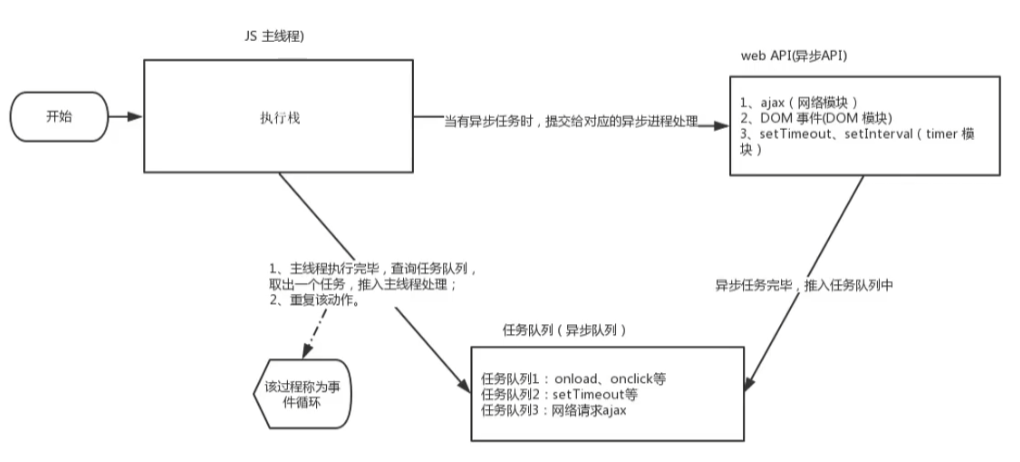 JS 主线程)
web API(异步API)
开始
执行栈
当有异步任务时，提交给对应的异步进程处理
1、ajax（网络模块）
2、DOM 事件(DOM 模块)
3、setTimeout、setInterval（timer 模
块）
1、主线程执行完毕，查询任务队列，
取出一个任务，推入主线程处理；
2、重复该动作。
异步任务完毕，推入任务队列中
任务队列（异步队列）
该过程称为事
件循环
任务队列1：onload、onclick等
任务队列2：setTimeout等
任务队列3：网络请求ajax